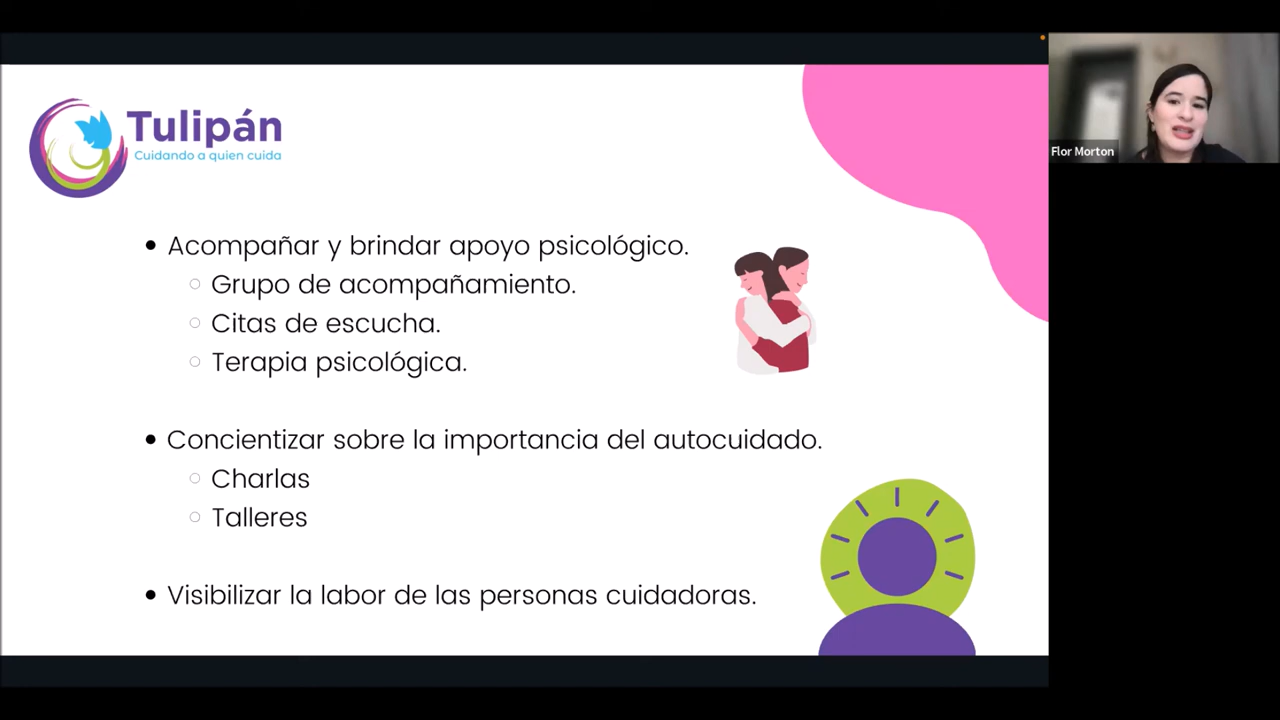 Tulipán
Cuidando a quien cuida
Flor Morton
• Acompañar y brindar apoyo psicológico.
○ Grupo de acompañamiento.
○ Citas de escucha.
○ Terapia psicológica.
• Concientizar sobre la importancia del autocuidado.
○ Charlas
○ Talleres
• Visibilizar la labor de las personas cuidadoras.